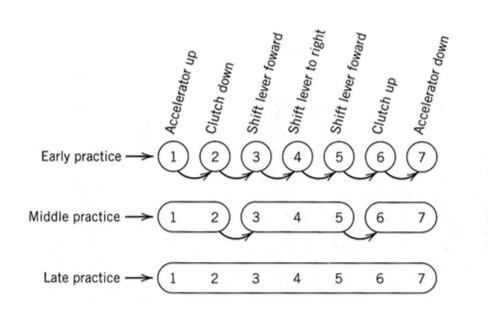 Accelerator up
Clutch down
Shift lever foward
Shift lever to right
Shift lever foward
Clutch up
Accelerator down
Early practice 1 2 3 4 5 6 7
Middle practice 1 2 3 4 5 6 7
Late practice 1 2 3 4 5 6 7